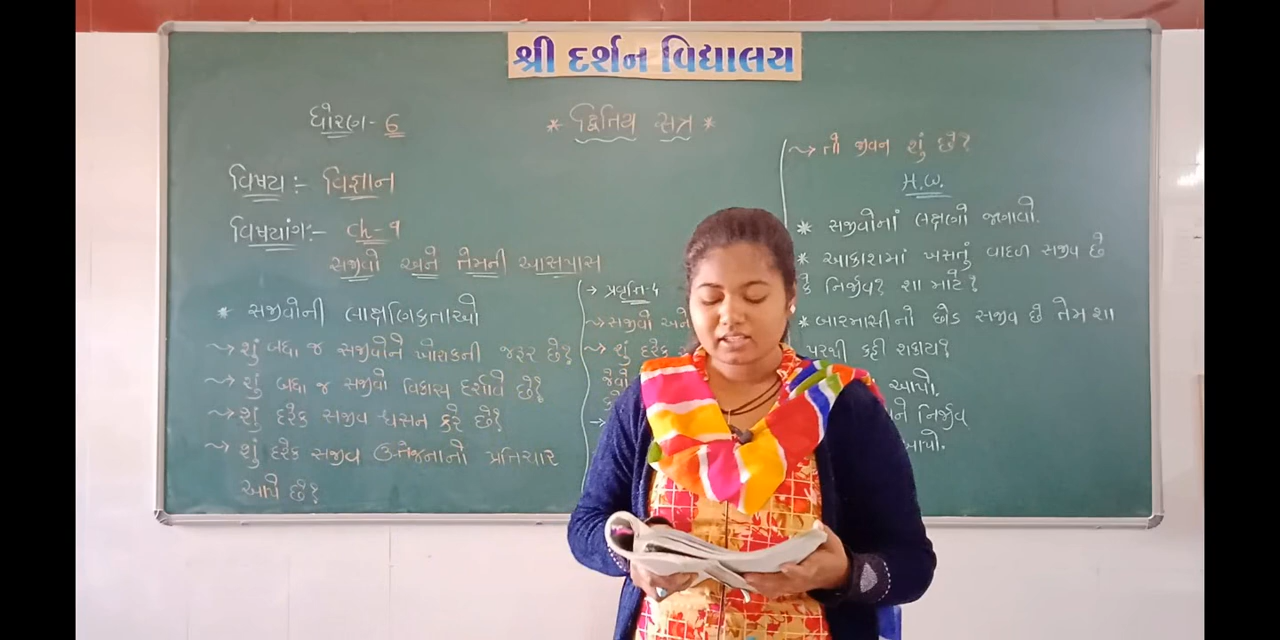 શ્રી દર્શન વિદ્યાલય
ધોરણ - 6
* દ્વિતિય સત્ર *
વિષય :- વિજ્ઞાન
વિષયાંગ :- ch - ૧
સજીવો અને તેમની આસપાસ
* સજીવોની લાક્ષણિકતાઓ
શું બધા જ સજીવોને ખોરાકની જરૂર છે?
શું બધા જ સજીવો વિકાસ દર્શાવે છે?
શું દરેક સજીવ શ્વસન કરે છે?
શું દરેક સજીવ ઉત્તેજનાનો પ્રતિચાર
આપે છે?
→ પ્રવૃત્તિ - 4
સજીવો અને
શું દરેક
જેવો
તો જીવન શું છે?
H.W.
* સજીવોનાં લક્ષણો જણાવો.
* આકાશમાં ખસતું વાદળ સજીવ છે
કે નિર્જીવ? શા માટે?
* બારમાસીનો છોડ સજીવ છે તેમ શા
પરથી કહી શકાય?
આપો.
ને નિર્જીવ
આપો.